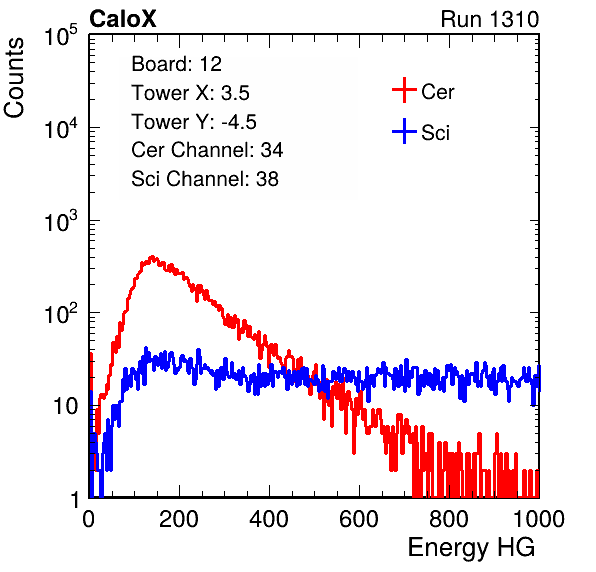 CaloX Run 1310
Counts
10^5
10^4
10^3
10^2
10
1
Board: 12
Tower X: 3.5
Tower Y: -4.5
Cer Channel: 34
Sci Channel: 38
Cer
Sci
0 200 400 600 800 1000
Energy HG